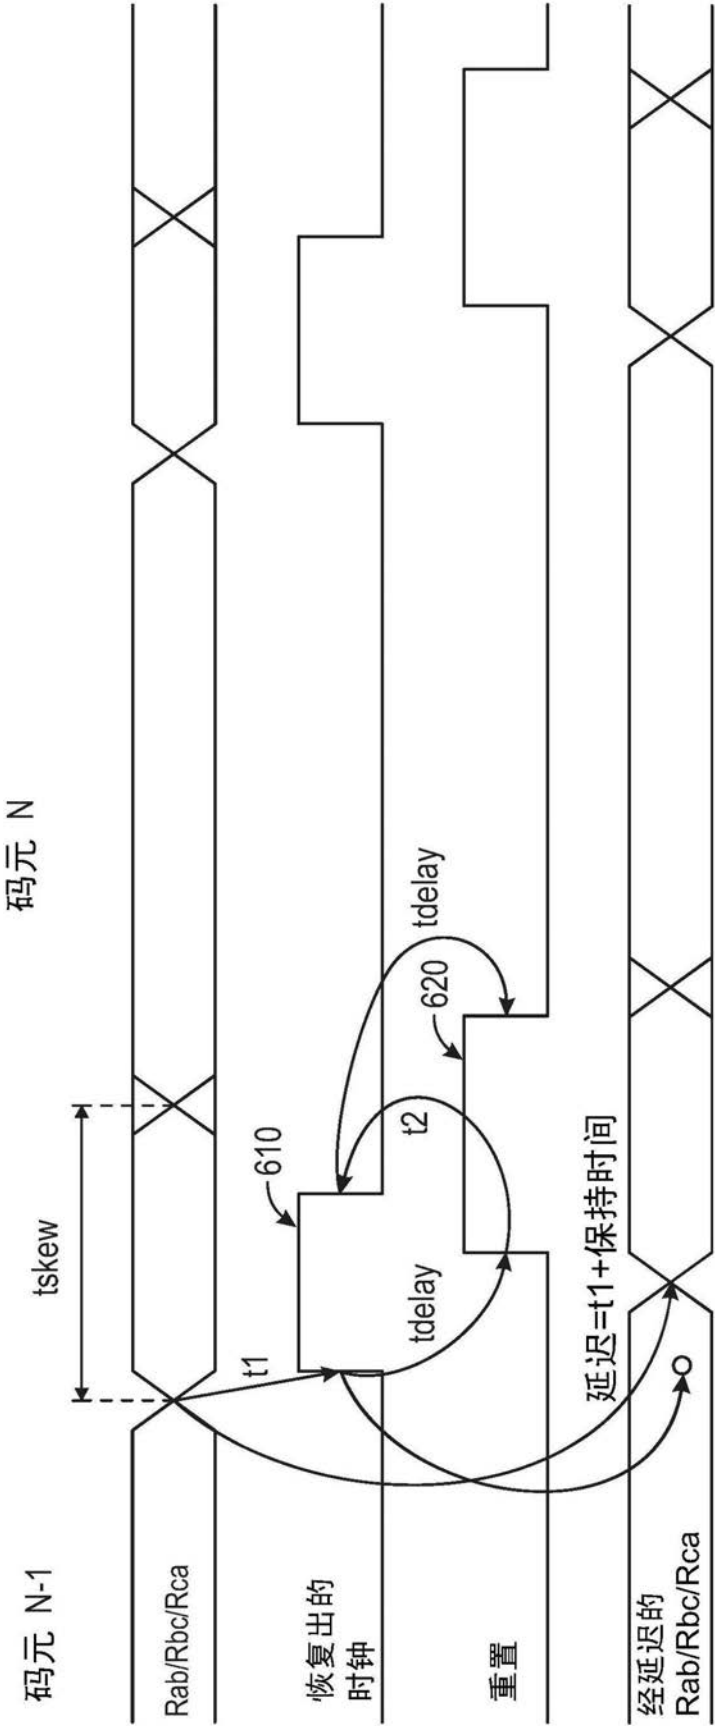 码元 N-1
码元 N
tskew
Rab/Rbc/Rca
t1
610
恢复出的
时钟
tdelay
t2
620
tdelay
重置
延迟=t1+保持时间
经延迟的
Rab/Rbc/Rca